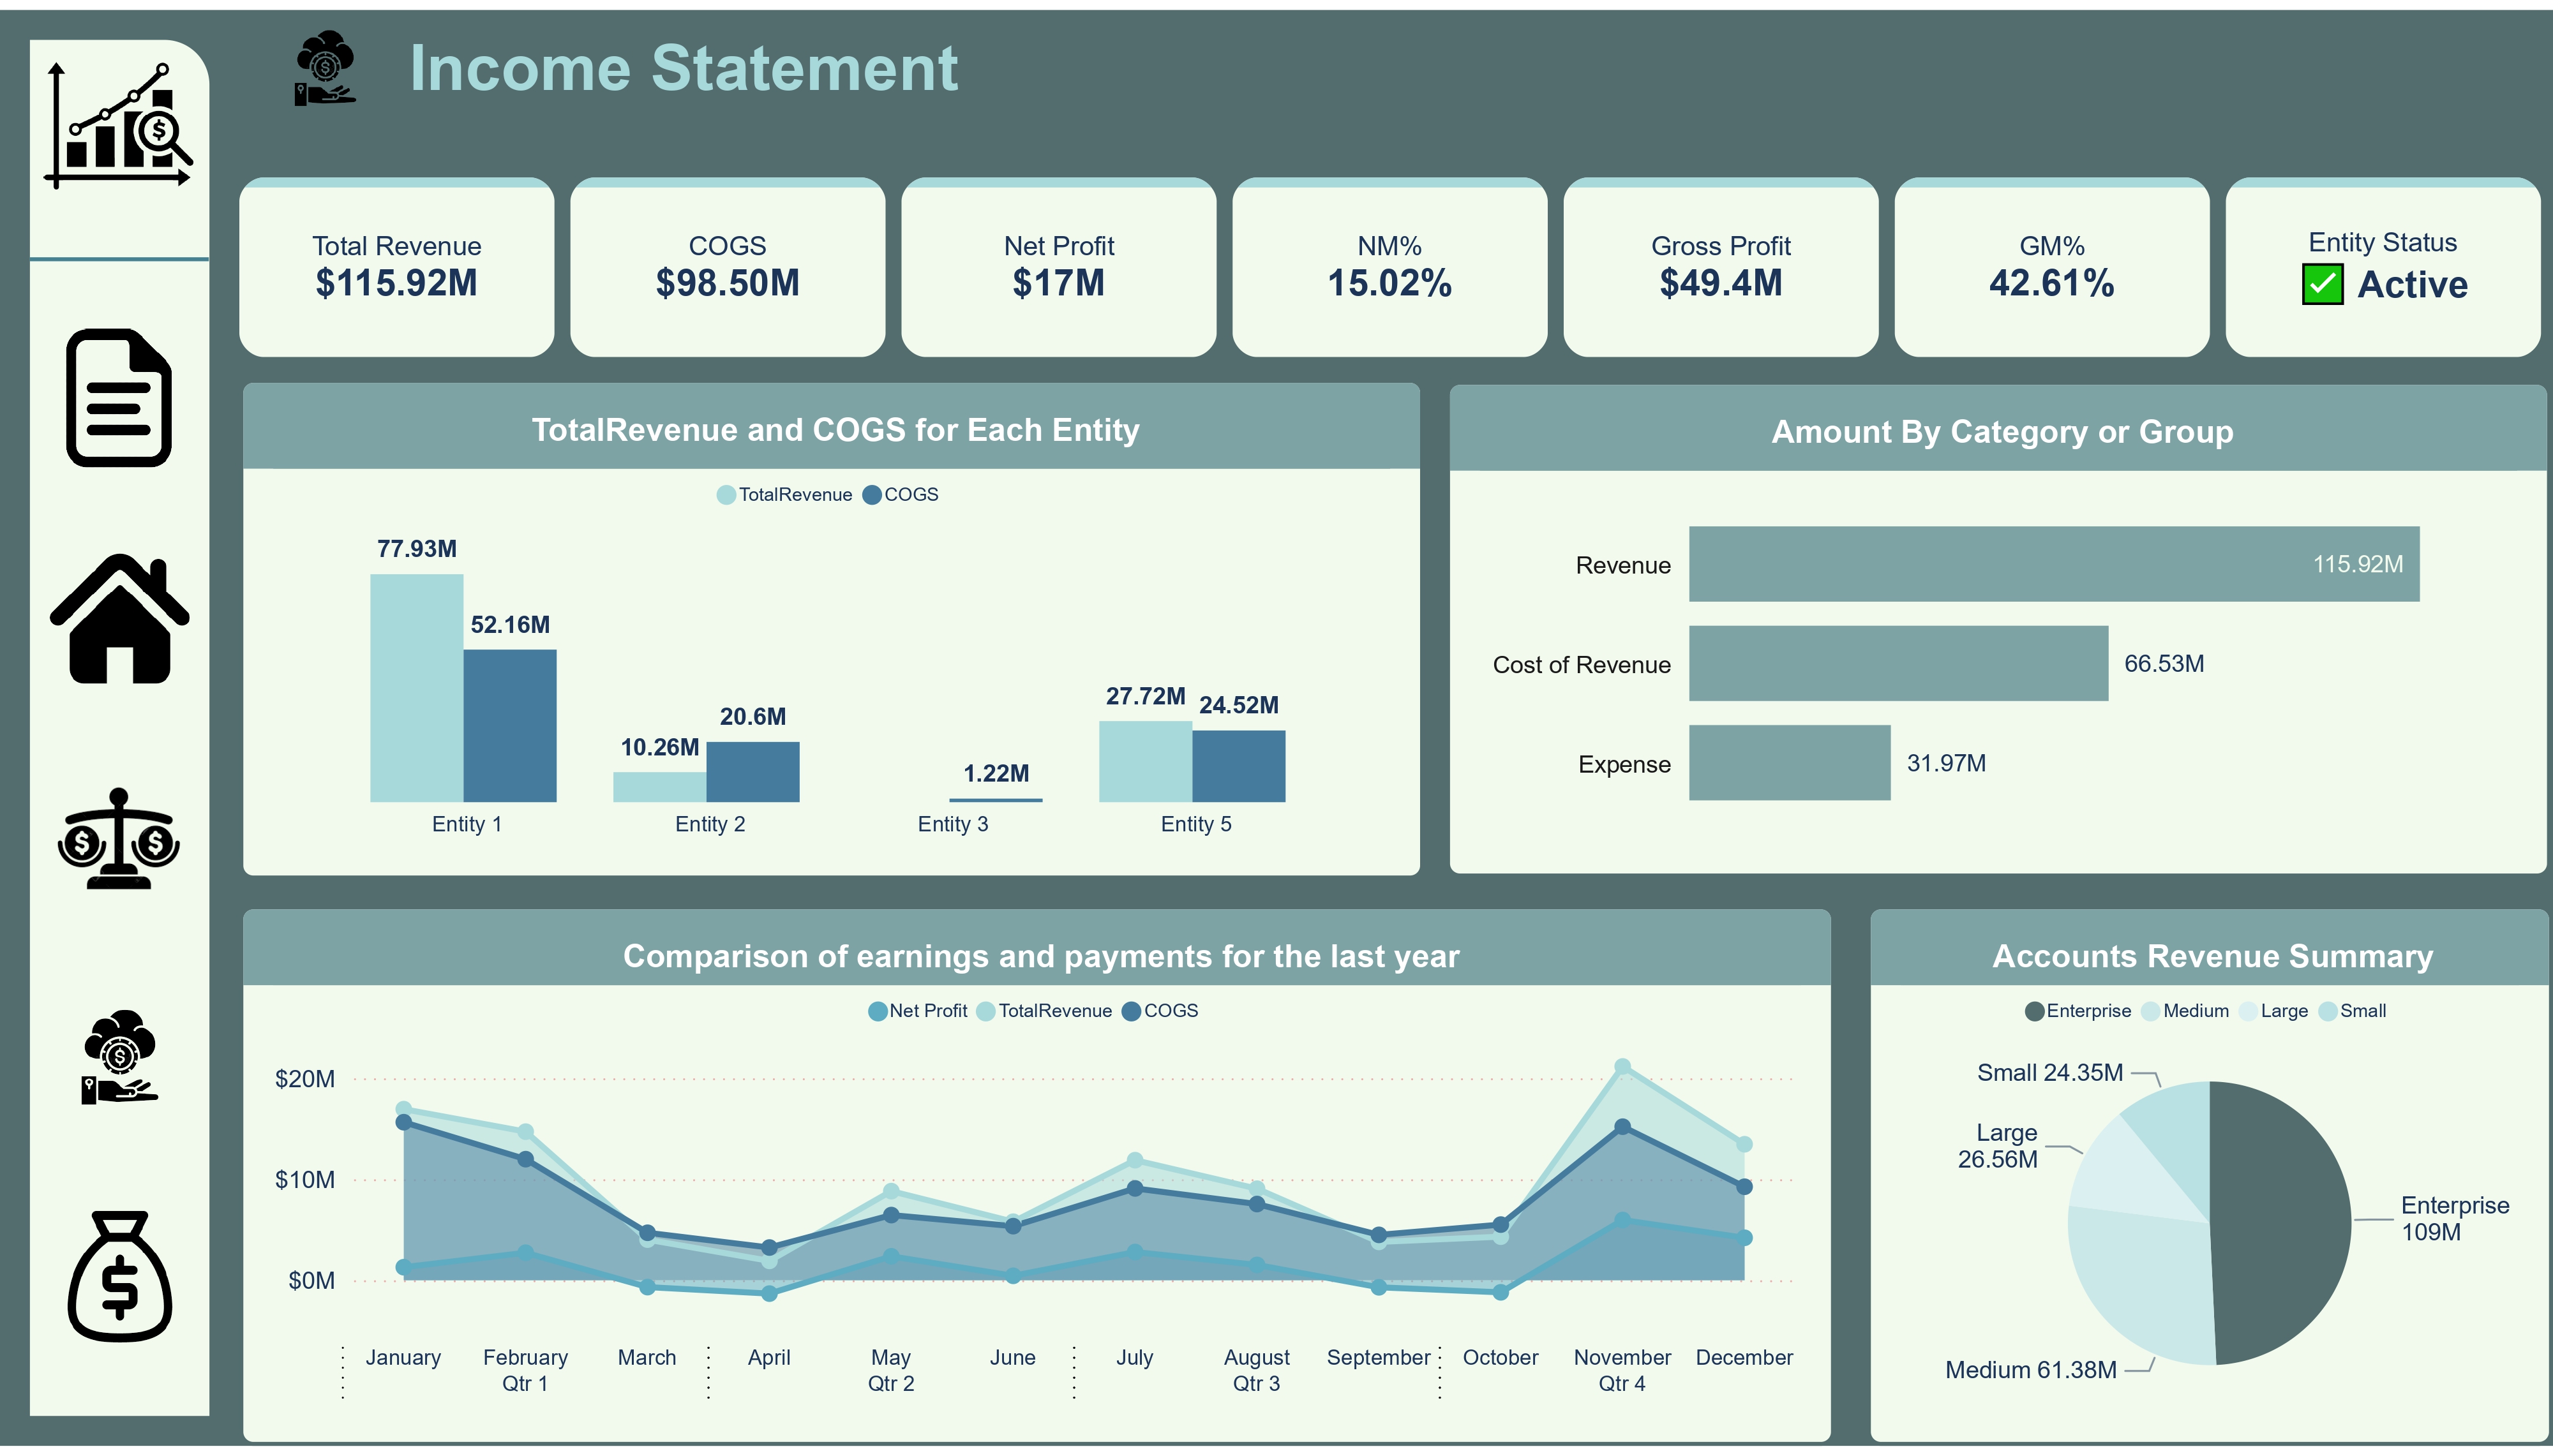 Income Statement
Total Revenue
$115.92M
COGS
$98.50M
Net Profit
$17M
NM%
15.02%
Gross Profit
$49.4M
GM%
42.61%
Entity Status
✅ Active
TotalRevenue and COGS for Each Entity
TotalRevenue COGS
77.93M
52.16M
10.26M
20.6M
1.22M
27.72M
24.52M
Entity 1
Entity 2
Entity 3
Entity 5
Amount By Category or Group
Revenue
115.92M
Cost of Revenue
66.53M
Expense
31.97M
Comparison of earnings and payments for the last year
Net Profit TotalRevenue COGS
$20M
$10M
$0M
January
February
March
April
May
June
July
August
September
October
November
December
Qtr 1
Qtr 2
Qtr 3
Qtr 4
Accounts Revenue Summary
Enterprise Medium Large Small
Small 24.35M
Large
26.56M
Enterprise
109M
Medium 61.38M